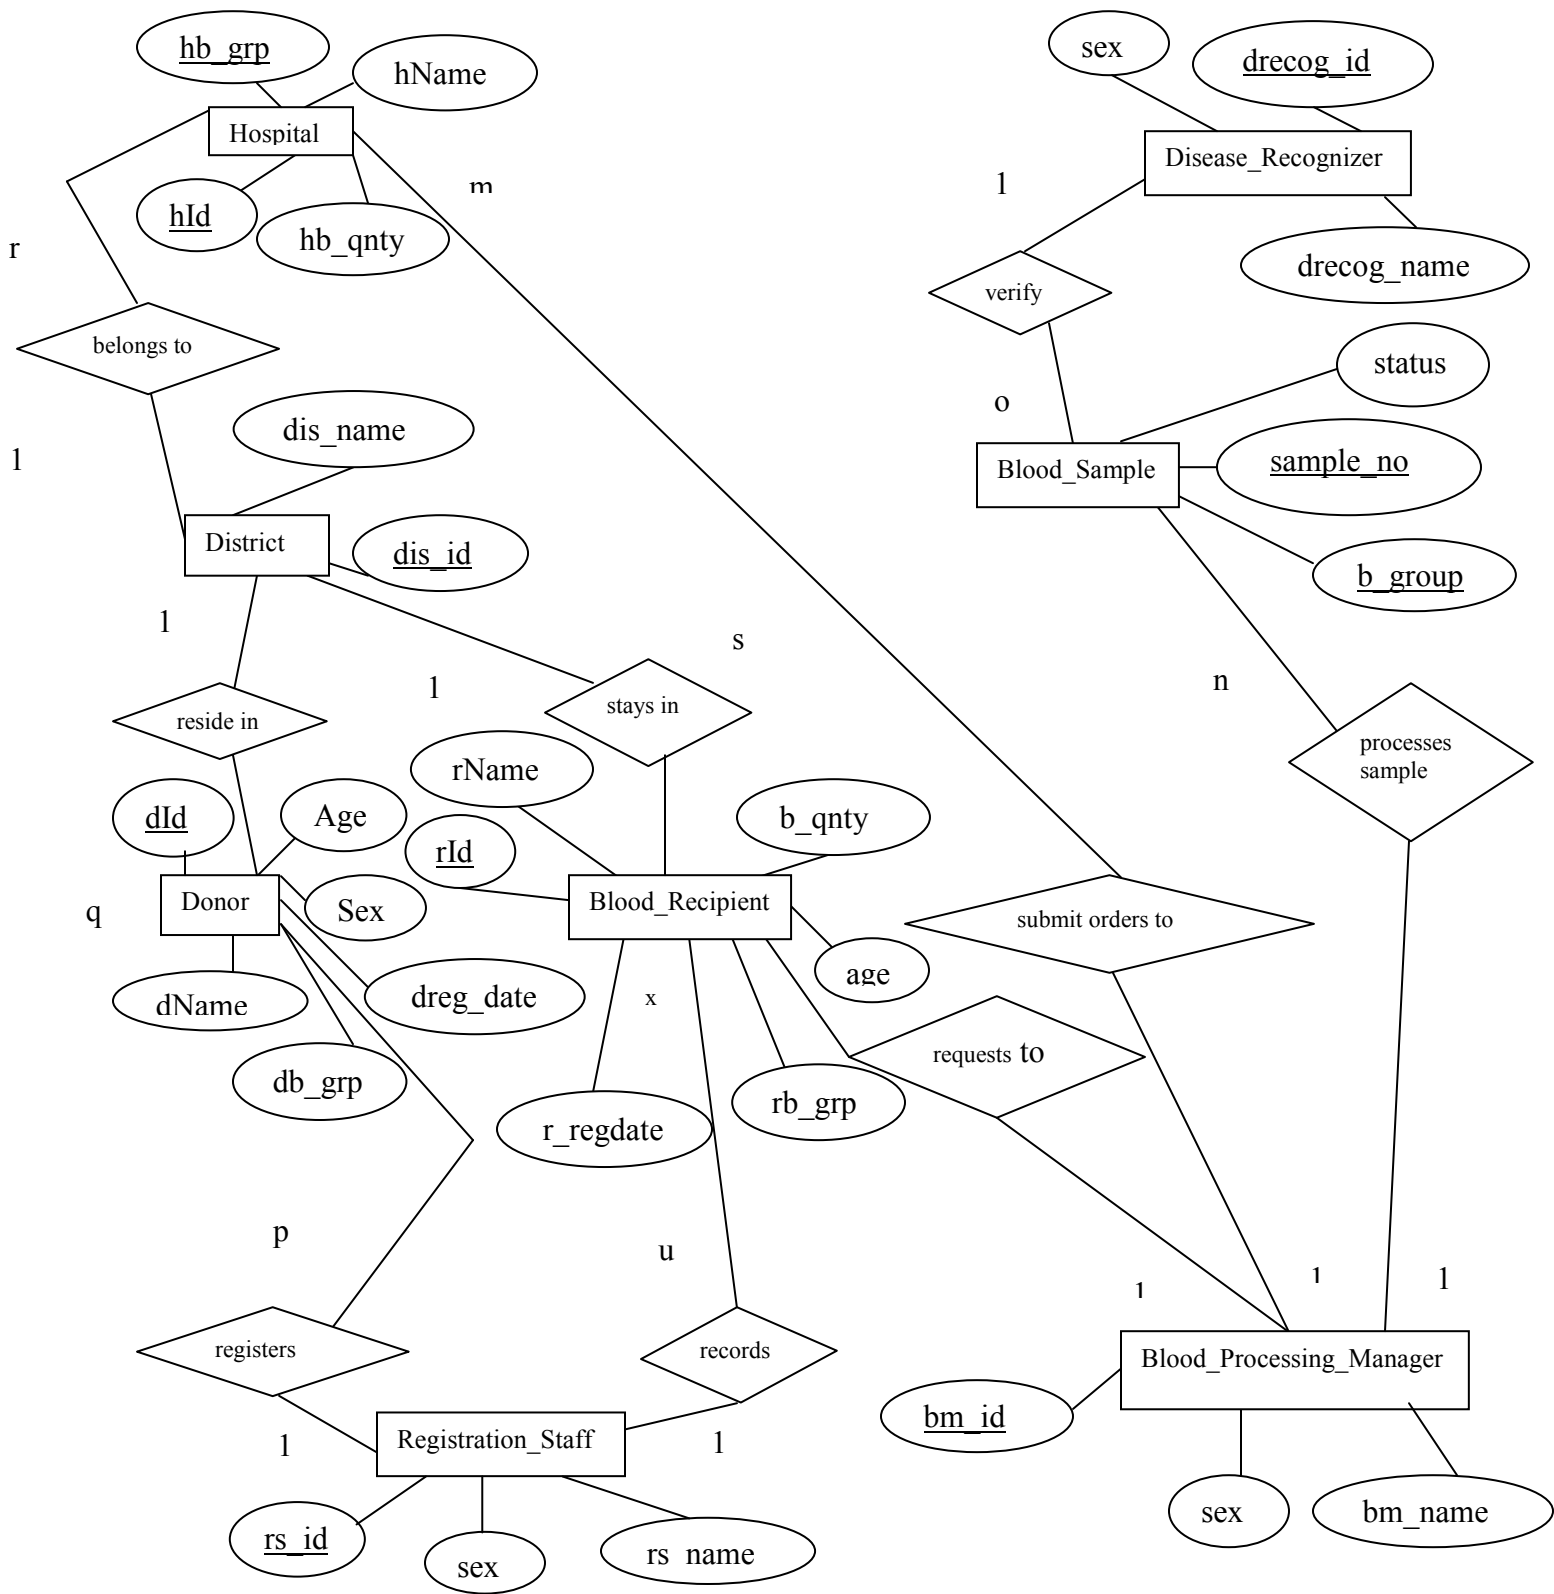 hb_grp
hName
sex
drecog_id
Hospital
Disease_Recognizer
m
1
hId
hb_qnty
r
drecog_name
verify
belongs to
status
o
dis_name
1
Blood_Sample
sample_no
District
dis_id
b_group
1
s
1
n
reside in
stays in
processes
sample
rName
dId
Age
b_qnty
rId
Donor
Sex
Blood_Recipient
submit orders to
q
age
dName
dreg_date
x
requests to
db_grp
rb_grp
r_regdate
p
u
1
1
1
registers
records
Blood_Processing_Manager
bm_id
1
Registration_Staff
1
sex
bm_name
rs_id
sex
rs_name